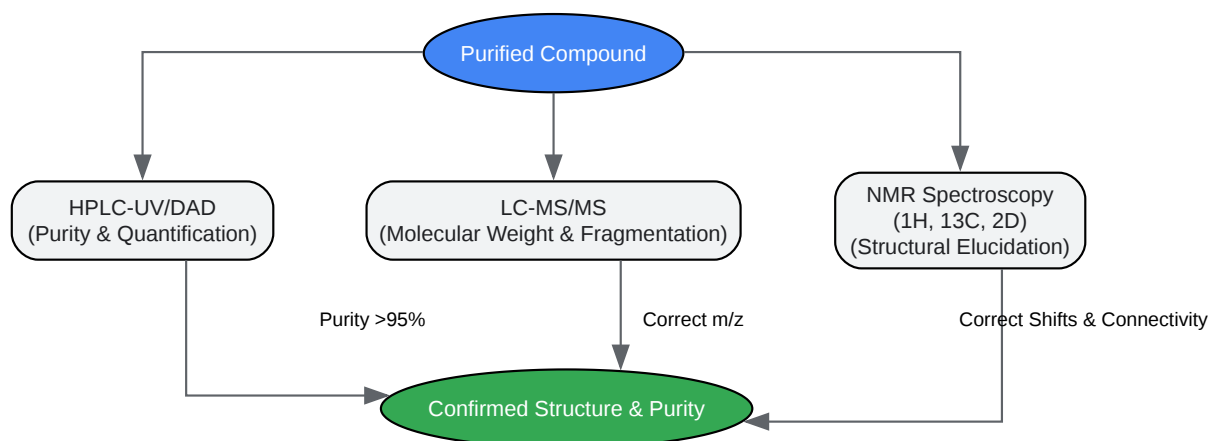 Purified Compound
HPLC-UV/DAD
(Purity & Quantification)
LC-MS/MS
(Molecular Weight & Fragmentation)
NMR Spectroscopy
(1H, 13C, 2D)
(Structural Elucidation)
Purity >95%
Correct m/z
Correct Shifts & Connectivity
Confirmed Structure & Purity